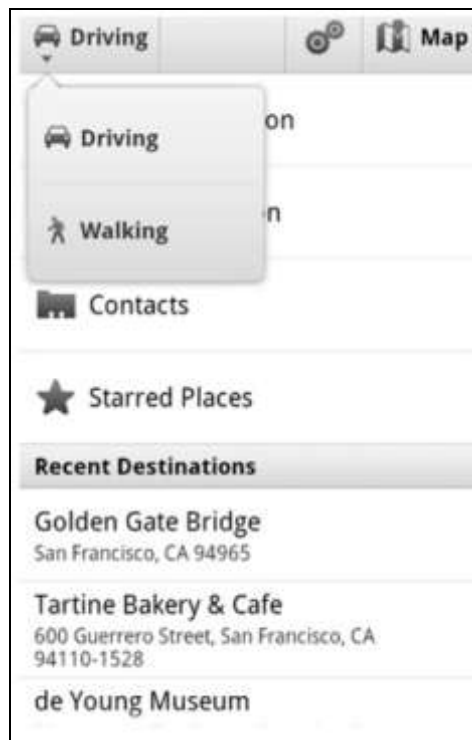 Driving
Map
Driving
on
Walking
n
Contacts
Starred Places
Recent Destinations
Golden Gate Bridge
San Francisco, CA 94965
Tartine Bakery & Cafe
600 Guerrero Street, San Francisco, CA
94110-1528
de Young Museum